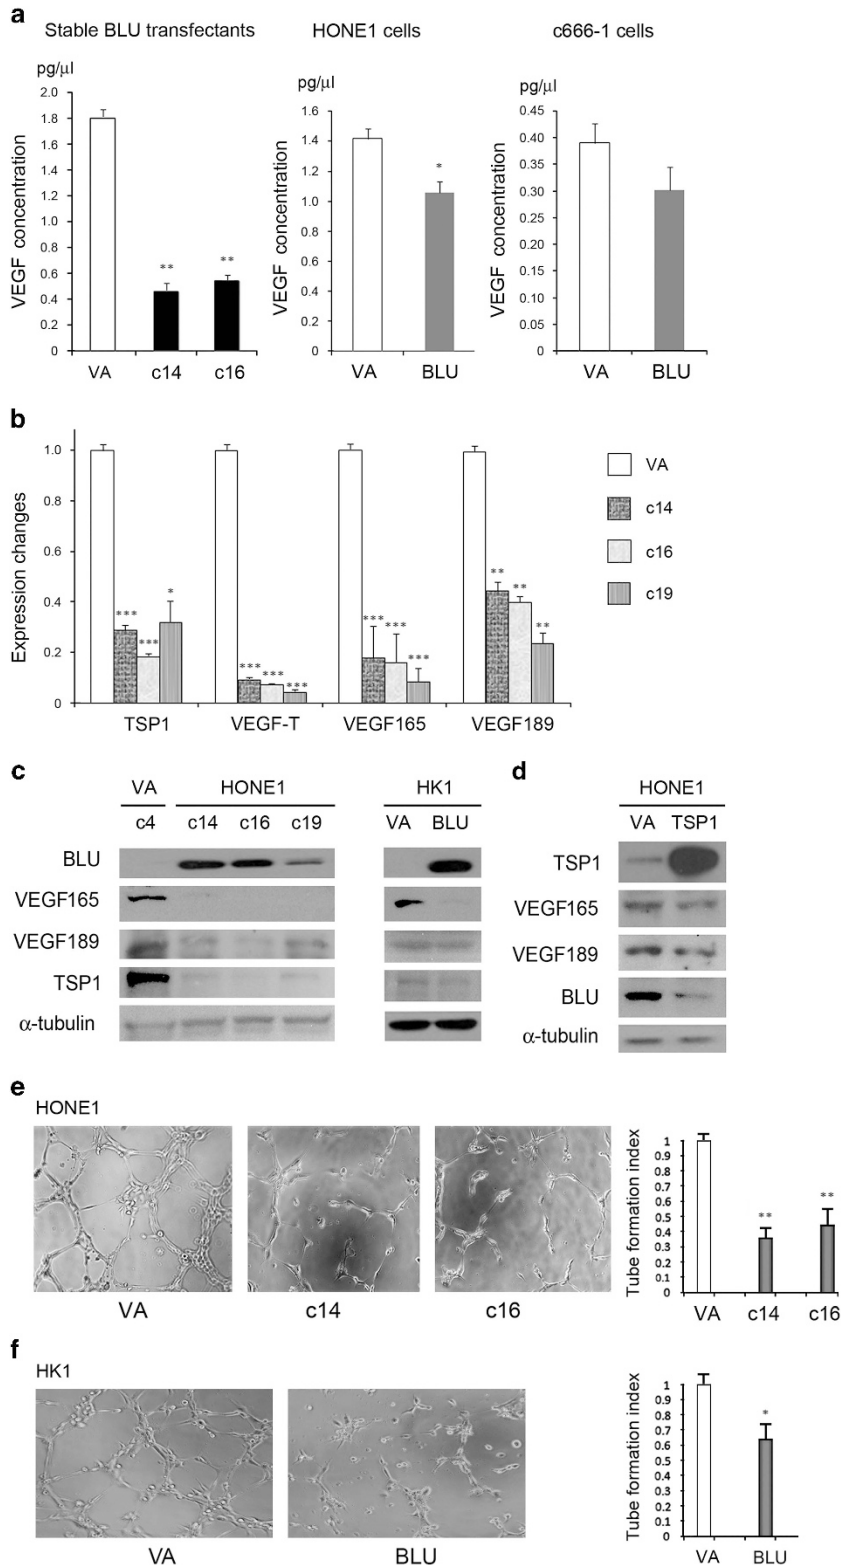 a
Stable BLU transfectants
HONE1 cells
c666-1 cells
pg/µl
pg/µl
pg/µl
VEGF concentration
2.0
1.8
1.6
1.4
1.2
1.0
0.8
0.6
0.4
0.2
0
**
**
VA
c14
c16
VEGF concentration
1.6
1.4
1.2
1.0
0.8
0.6
0.4
0.2
0
*
VA
BLU
VEGF concentration
0.45
0.40
0.35
0.30
0.25
0.20
0.15
0.10
0.05
0
VA
BLU
b
Expression changes
1.0
0.8
0.6
0.4
0.2
0
***
***
*
***
***
***
***
***
***
**
**
**
TSP1
VEGF-T
VEGF165
VEGF189
VA
c14
c16
c19
c
VA
HONE1
HK1
c4
c14
c16
c19
VA
BLU
BLU
VEGF165
VEGF189
TSP1
α-tubulin
d
HONE1
VA
TSP1
TSP1
VEGF165
VEGF189
BLU
α-tubulin
e
HONE1
VA
c14
c16
Tube formation index
1
0.9
0.8
0.7
0.6
0.5
0.4
0.3
0.2
0.1
0
**
**
VA
c14
c16
f
HK1
VA
BLU
Tube formation index
1
0.9
0.8
0.7
0.6
0.5
0.4
0.3
0.2
0.1
0
*
VA
BLU